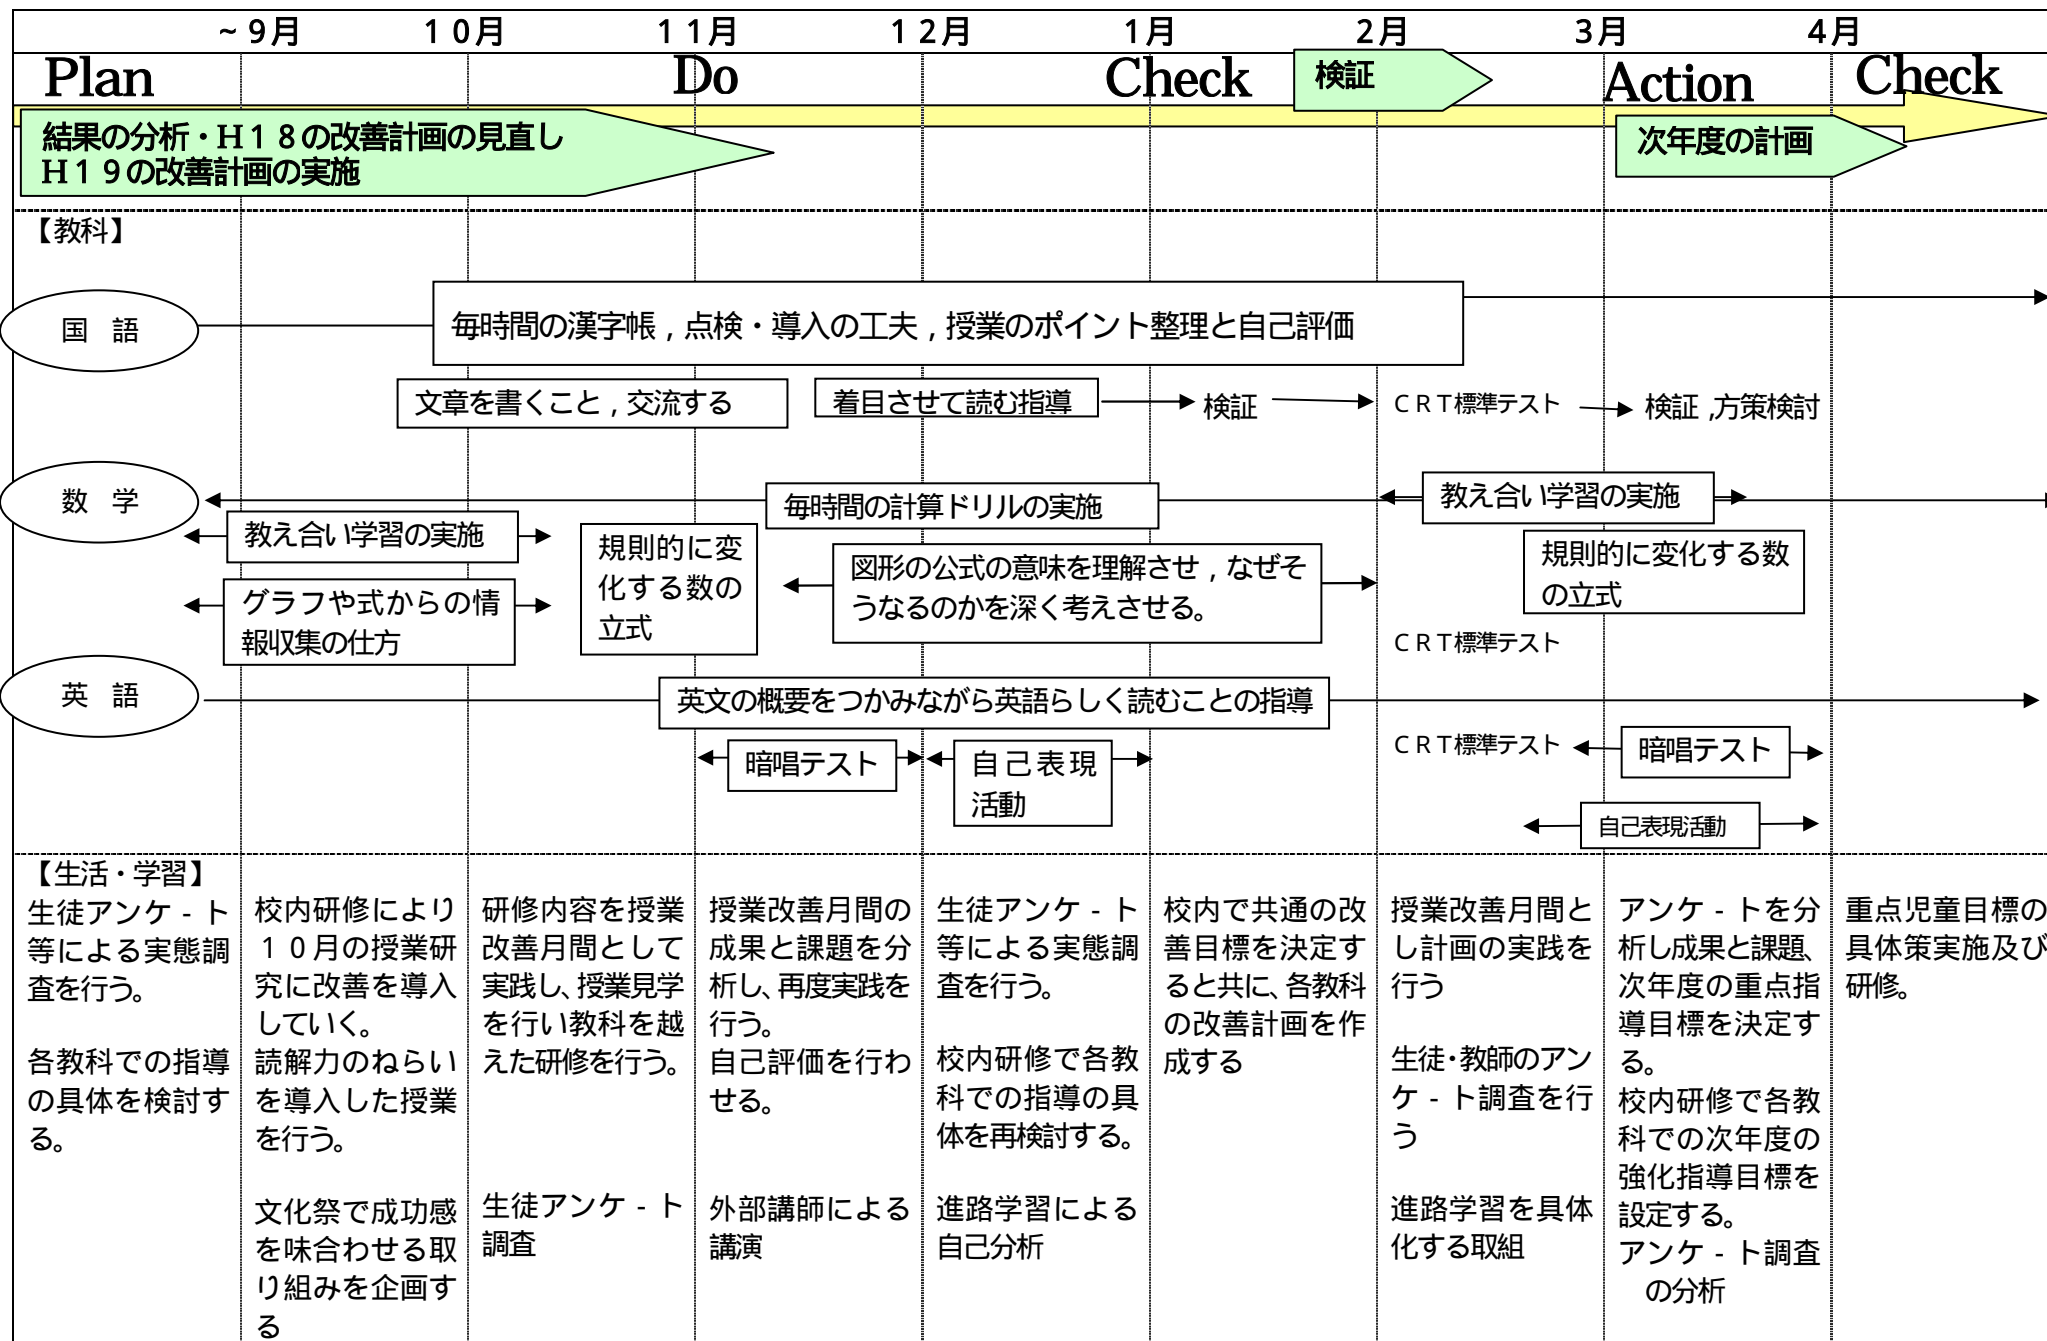 ~９月 １０月 １１月 １２月 １月 ２月 ３月 ４月
Plan Do Check 検証 Action Check
結果の分析・Ｈ１８の改善計画の見直し
Ｈ１９の改善計画の実施
次年度の計画
【教科】
国 語
毎時間の漢字帳，点検・導入の工夫，授業のポイント整理と自己評価
文章を書くこと，交流する
着目させて読む指導
検証
ＣＲＴ標準テスト
検証，方策検討
数 学
毎時間の計算ドリルの実施
教え合い学習の実施
教え合い学習の実施
グラフや式からの情
報収集の仕方
規則的に変
化する数の
立式
図形の公式の意味を理解させ，なぜそ
うなるのかを深く考えさせる。
規則的に変化する数
の立式
ＣＲＴ標準テスト
英 語
英文の概要をつかみながら英語らしく読むことの指導
暗唱テスト
自己表現
活動
ＣＲＴ標準テスト
暗唱テスト
自己表現活動
【生活・学習】
生徒アンケ－ト
等による実態調
査を行う。
各教科での指導
の具体を検討す
る。
校内研修により
１０月の授業研
究に改善を導入
していく。
読解力のねらい
を導入した授業
を行う。
文化祭で成功感
を味合わせる取
り組みを企画す
る
研修内容を授業
改善月間として
実践し、授業見学
を行い教科を越
えた研修を行う。
生徒アンケ－ト
調査
授業改善月間の
成果と課題を分
析し、再度実践を
行う。
自己評価を行わ
せる。
外部講師による
講演
生徒アンケ－ト
等による実態調
査を行う。
校内研修で各教
科での指導の具
体を再検討する。
進路学習による
自己分析
校内で共通の改
善目標を決定す
ると共に、各教科
の改善計画を作
成する
授業改善月間と
し計画の実践を
行う
生徒・教師のアン
ケ－ト調査を行
う
進路学習を具体
化する取組
アンケ－トを分
析し成果と課題、
次年度の重点指
導目標を決定す
る。
校内研修で各教
科での次年度の
強化指導目標を
設定する。
アンケ－ト調査
の分析
重点児童目標の
具体策実施及び
研修。